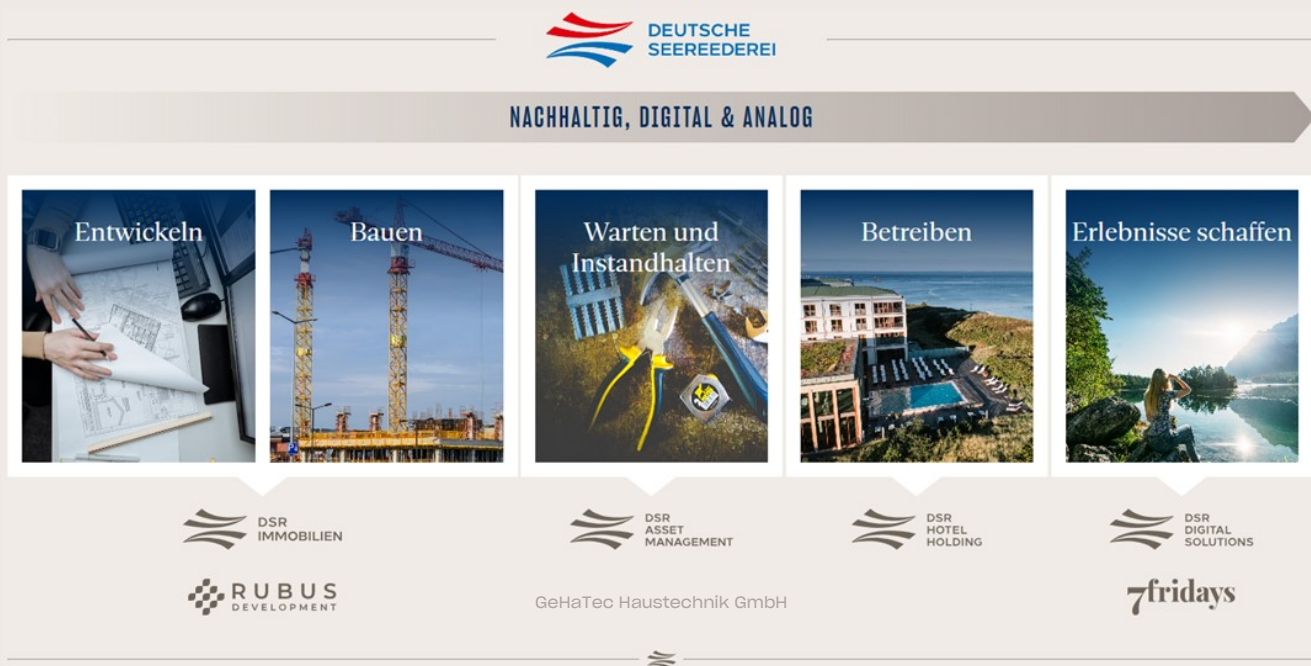 DEUTSCHE
SEEREEDEREI
NACHHALTIG, DIGITAL & ANALOG
Entwickeln
Bauen
Warten und
Instandhalten
Betreiben
Erlebnisse schaffen
DSR
IMMOBILIEN
DSR
ASSET
MANAGEMENT
DSR
HOTEL
HOLDING
DSR
DIGITAL
SOLUTIONS
RUBUS
DEVELOPMENT
GeHaTec Haustechnik GmbH
7fridays